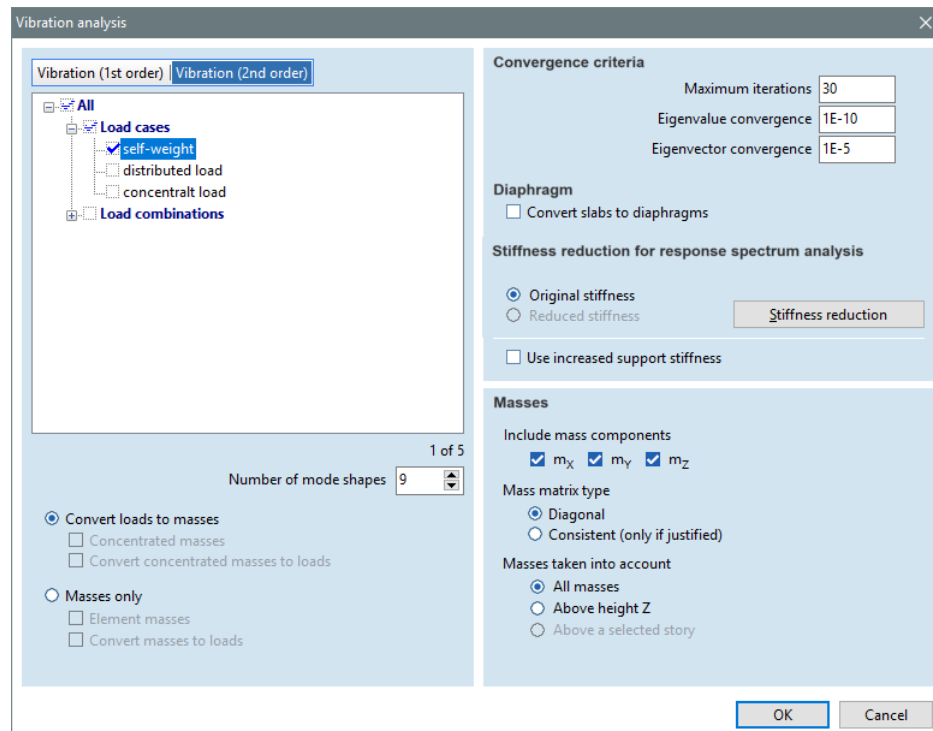 Vibration analysis
Vibration (1st order) Vibration (2nd order)
All
Load cases
self-weight
distributed load
concentralt load
Load combinations
1 of 5
Number of mode shapes 9
Convert loads to masses
Concentrated masses
Convert concentrated masses to loads
Masses only
Element masses
Convert masses to loads
Convergence criteria
Maximum iterations 30
Eigenvalue convergence 1E-10
Eigenvector convergence 1E-5
Diaphragm
Convert slabs to diaphragms
Stiffness reduction for response spectrum analysis
Original stiffness
Reduced stiffness
Stiffness reduction
Use increased support stiffness
Masses
Include mass components
mX mY mZ
Mass matrix type
Diagonal
Consistent (only if justified)
Masses taken into account
All masses
Above height Z
Above a selected story
OK Cancel